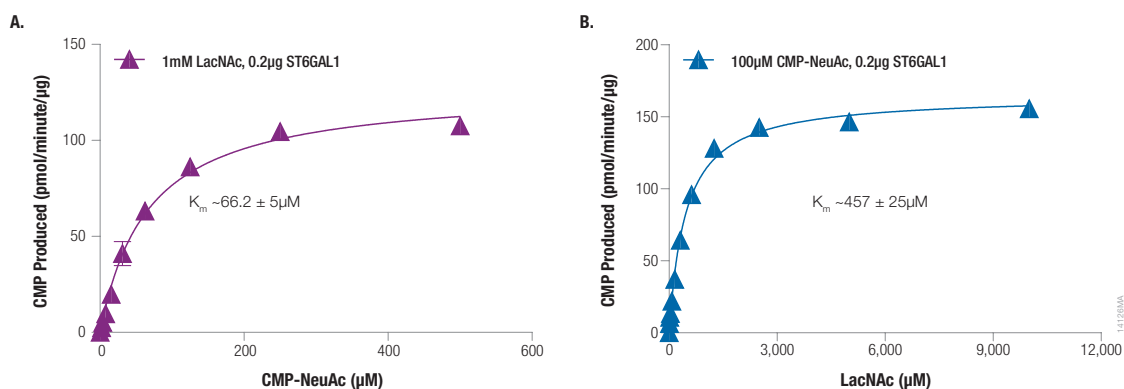 A.
150
1mM LacNAc, 0.2µg ST6GAL1
100
50
0
CMP Produced (pmol/minute/µg)
Km ~66.2 ± 5µM
0
200
400
600
CMP-NeuAc (µM)
B.
200
100µM CMP-NeuAc, 0.2µg ST6GAL1
150
100
50
0
CMP Produced (pmol/minute/µg)
Km ~457 ± 25µM
0
3,000
6,000
9,000
12,000
LacNAc (µM)
14126MA